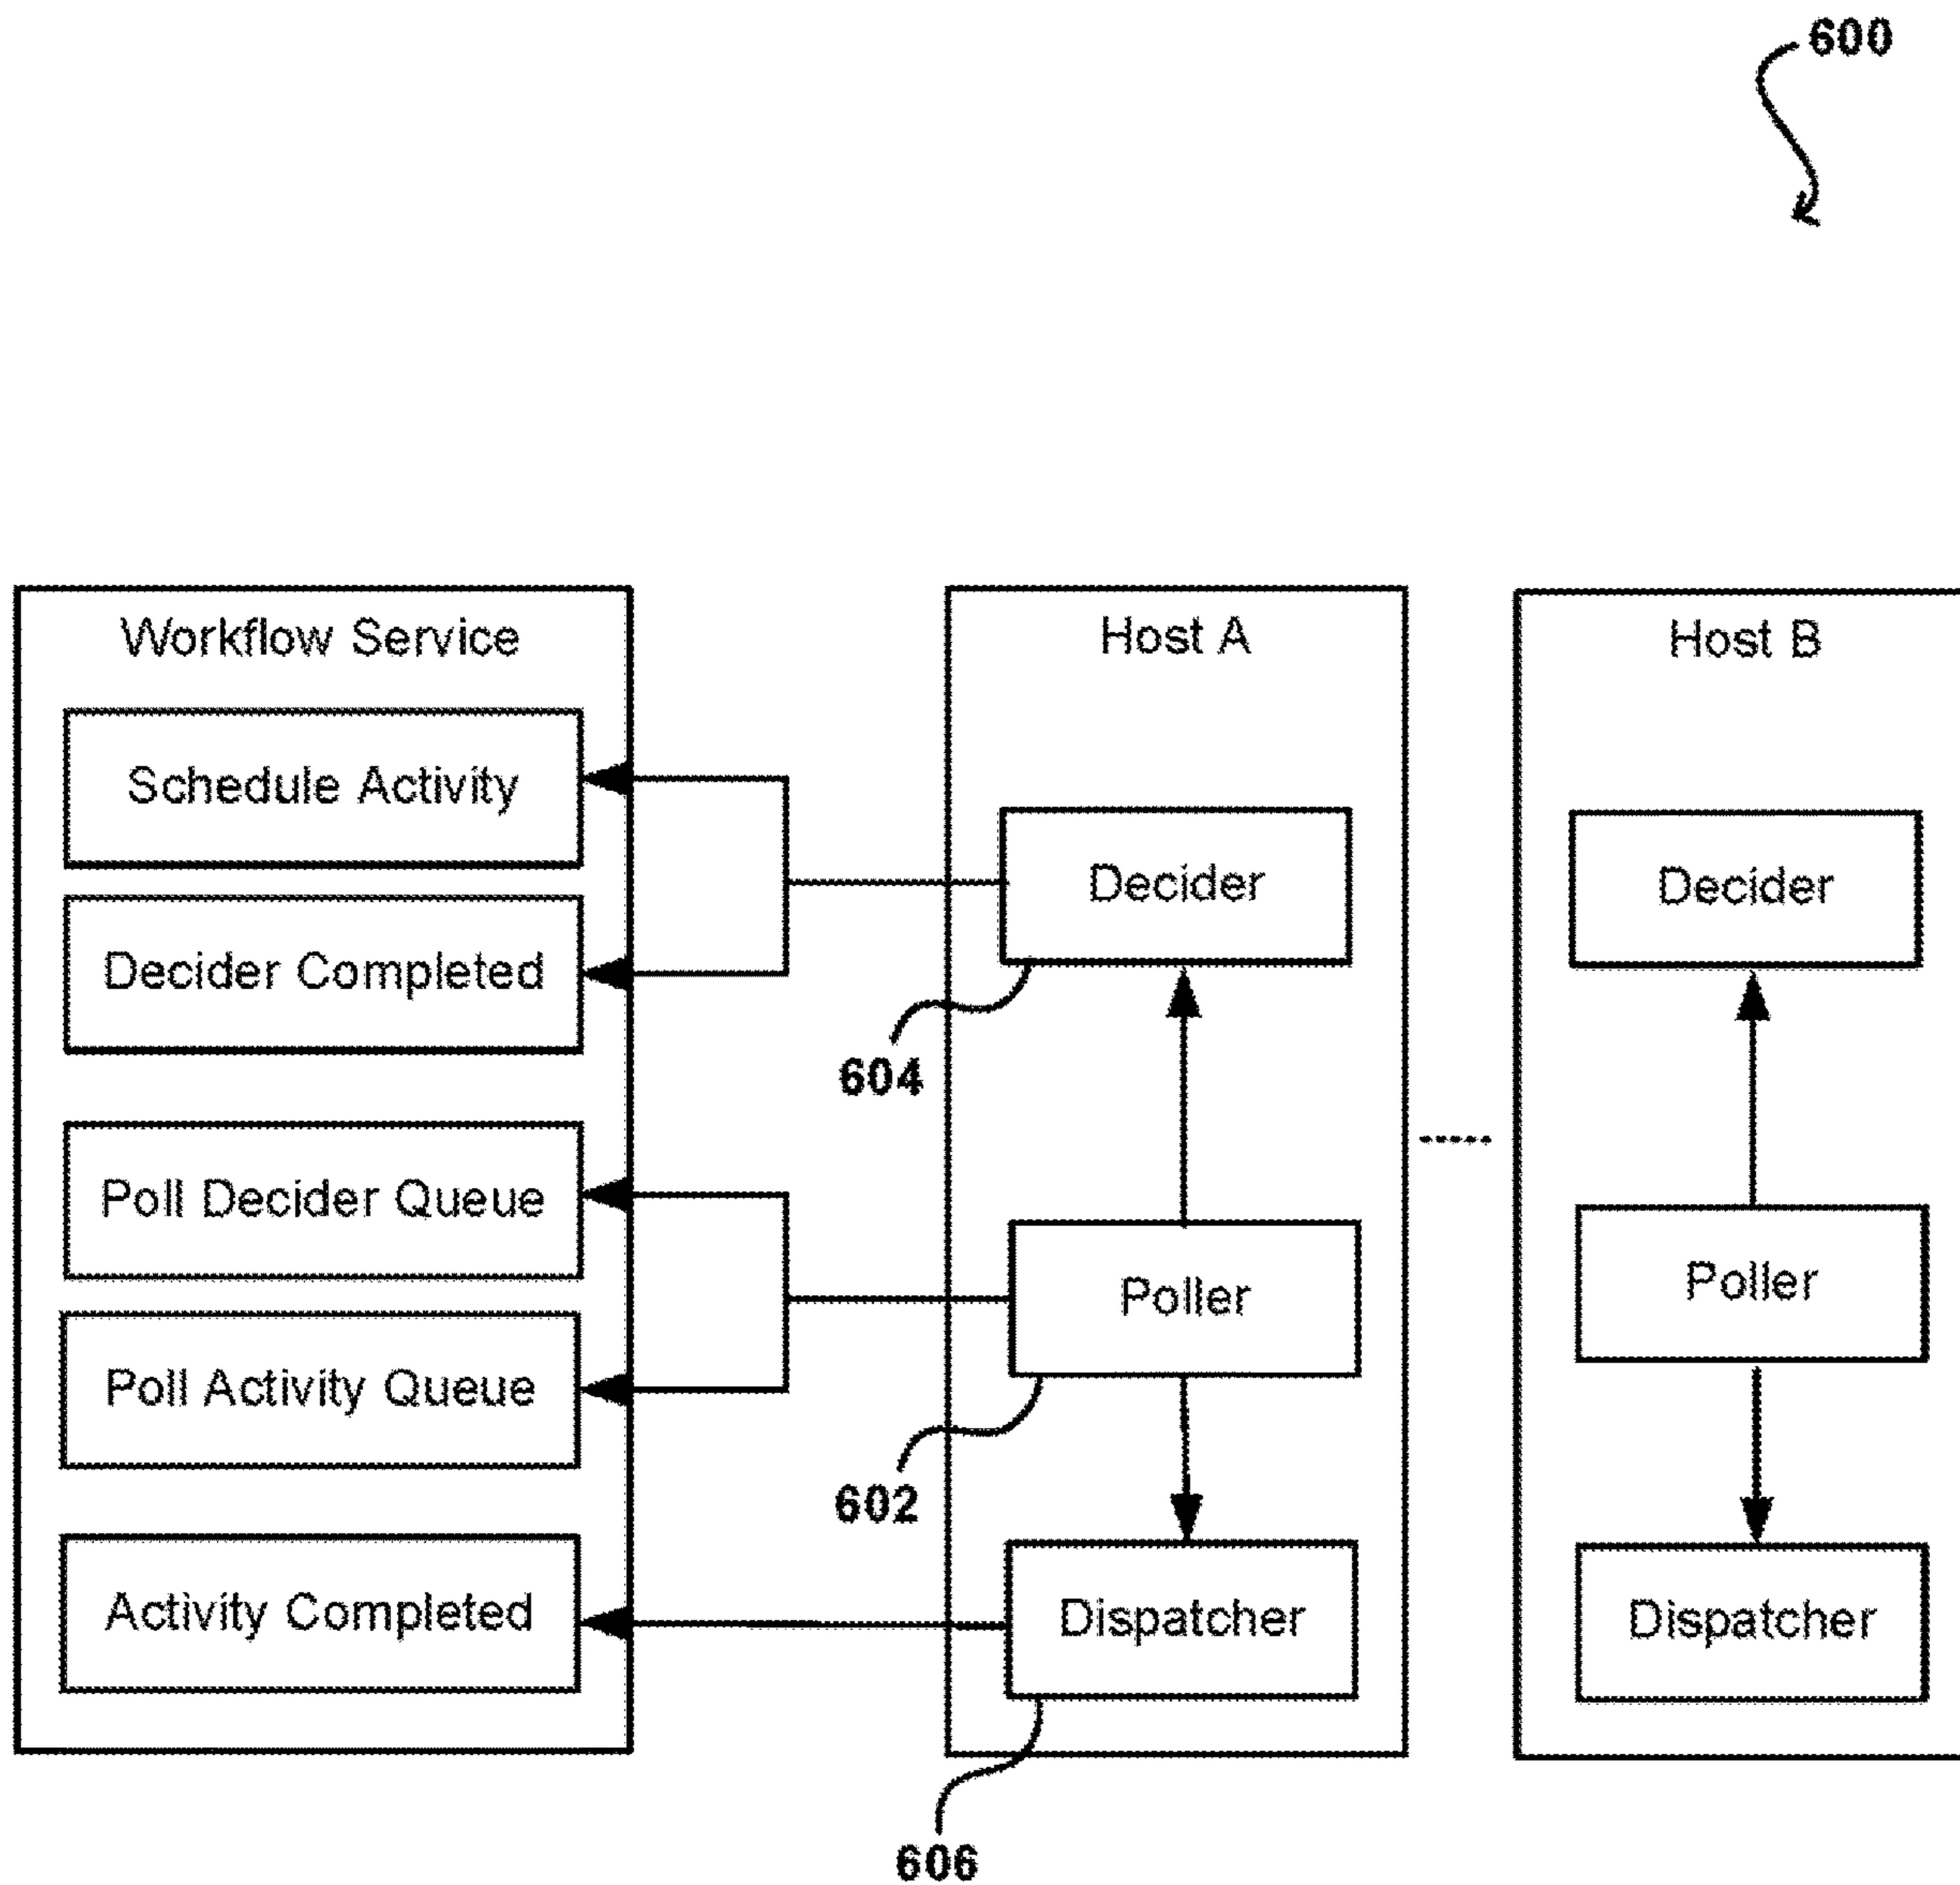 600
Workflow Service
Schedule Activity
Decider Completed
Poll Decider Queue
Poll Activity Queue
Activity Completed
Host A
Decider
604
Poller
602
Dispatcher
606
Host B
Decider
Poller
Dispatcher